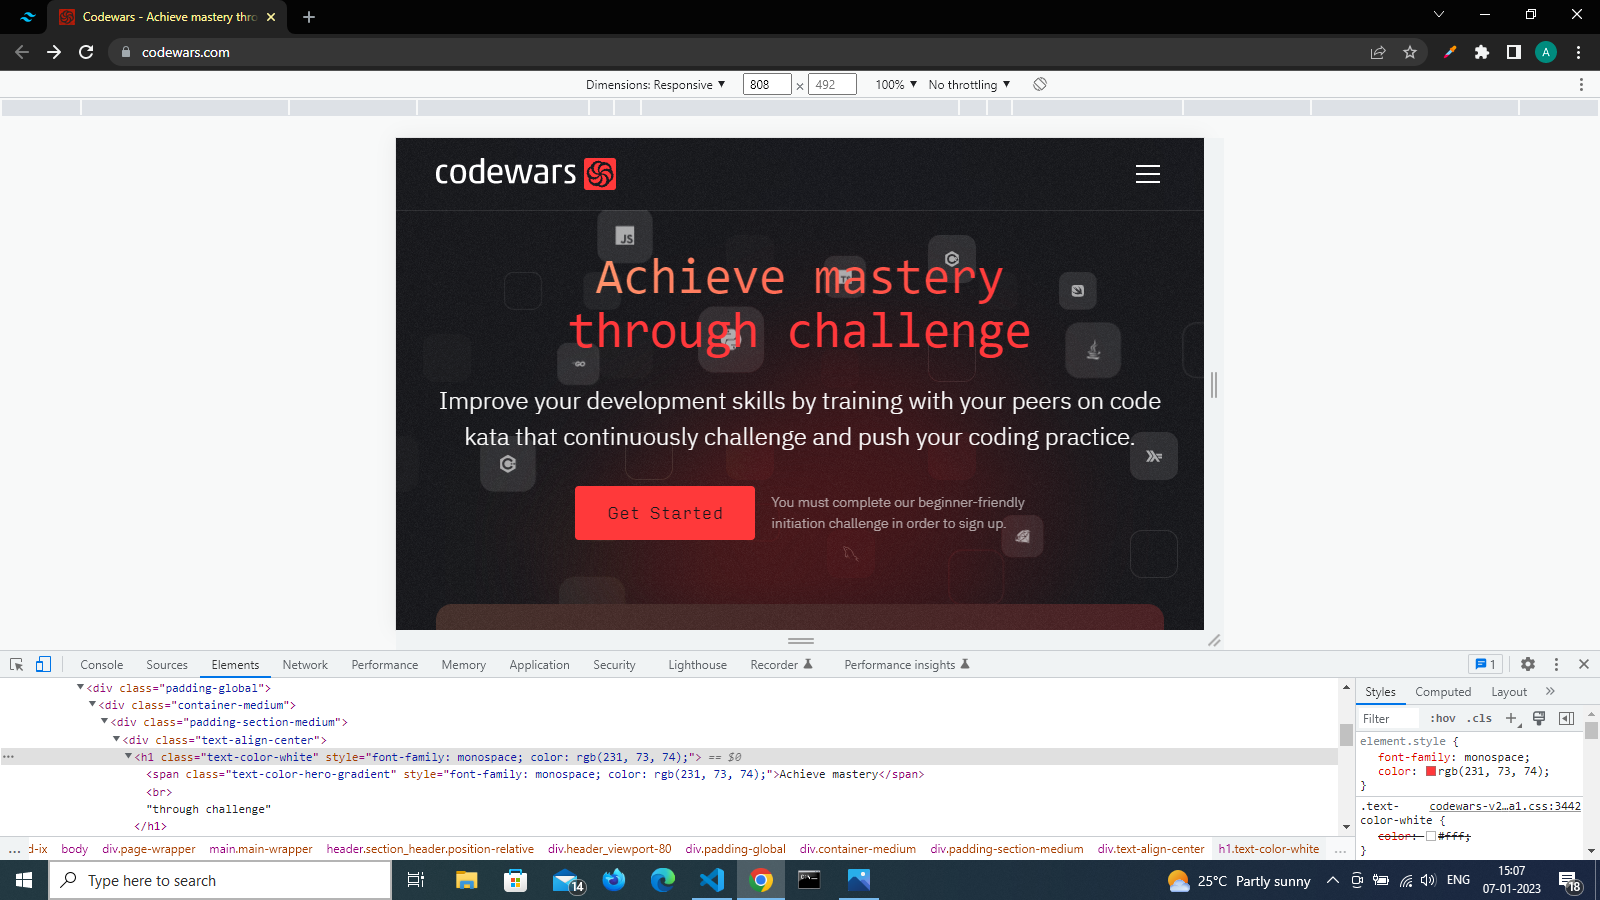 Codewars - Achieve mastery thro
codewars.com
A
Dimensions: Responsive ▼ 808 × 492 100% ▼ No throttling ▼
codewars
JS
Achieve mastery
through challenge
GO
Improve your development skills by training with your peers on code
kata that continuously challenge and push your coding practice.
Get Started
You must complete our beginner-friendly
initiation challenge in order to sign up.
Console Sources Elements Network Performance Memory Application Security Lighthouse Recorder Performance insights 1
<div class="padding-global">
<div class="container-medium">
<div class="padding-section-medium">
<div class="text-align-center">
<h1 class="text-color-white" style="font-family: monospace; color: rgb(231, 73, 74);"> == $0
<span class="text-color-hero-gradient" style="font-family: monospace; color: rgb(231, 73, 74);">Achieve mastery</span>
<br>
"through challenge"
</h1>
... d-ix body div.page-wrapper main.main-wrapper header.section_header.position-relative div.header_viewport-80 div.padding-global div.container-medium div.padding-section-medium div.text-align-center h1.text-color-white ...
Styles Computed Layout »
Filter :hov .cls +
element.style {
font-family: monospace;
color: rgb(231, 73, 74);
}
.text- codewars-v2…a1.css:3442
color-white {
color: #fff;
}
Type here to search
14
25°C Partly sunny
ENG
15:07
07-01-2023
18